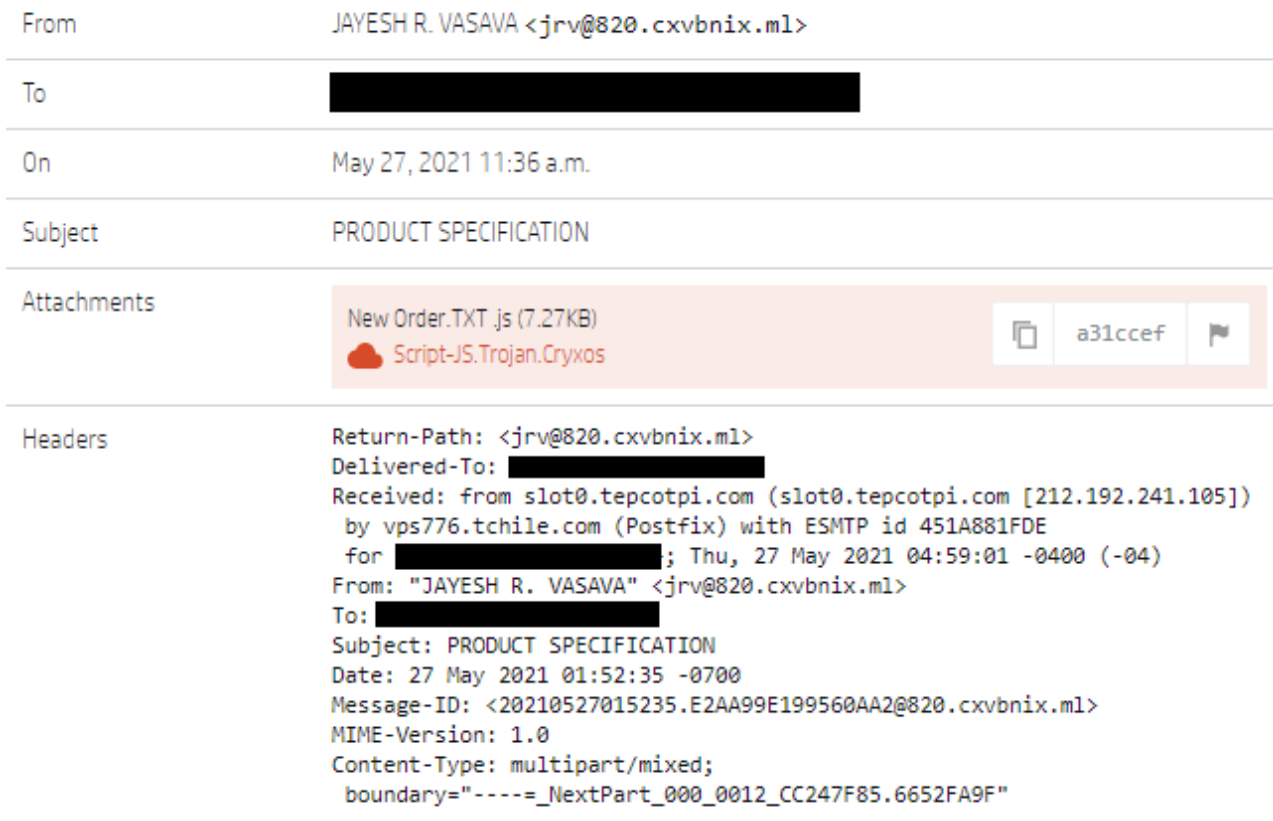 From JAYESH R. VASAVA <jrv@820.cxvbnix.ml>
To
On May 27, 2021 11:36 a.m.
Subject PRODUCT SPECIFICATION
Attachments
New Order.TXT .js (7.27KB)
Script-JS.Trojan.Cryxos
a31ccef
Headers
Return-Path: <jrv@820.cxvbnix.ml>
Delivered-To:
Received: from slot0.tepcotpi.com (slot0.tepcotpi.com [212.192.241.105])
by vps776.tchile.com (Postfix) with ESMTP id 451A881FDE
for ; Thu, 27 May 2021 04:59:01 -0400 (-04)
From: "JAYESH R. VASAVA" <jrv@820.cxvbnix.ml>
To:
Subject: PRODUCT SPECIFICATION
Date: 27 May 2021 01:52:35 -0700
Message-ID: <20210527015235.E2AA99E199560AA2@820.cxvbnix.ml>
MIME-Version: 1.0
Content-Type: multipart/mixed;
boundary="----=_NextPart_000_0012_CC247F85.6652FA9F"